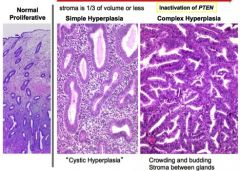 stroma is 1/3 of volume or less
Inactivation of PTEN
Normal
Proliferative
Simple Hyperplasia
Complex Hyperplasia
"Cystic Hyperplasia"
Crowding and budding
Stroma between glands